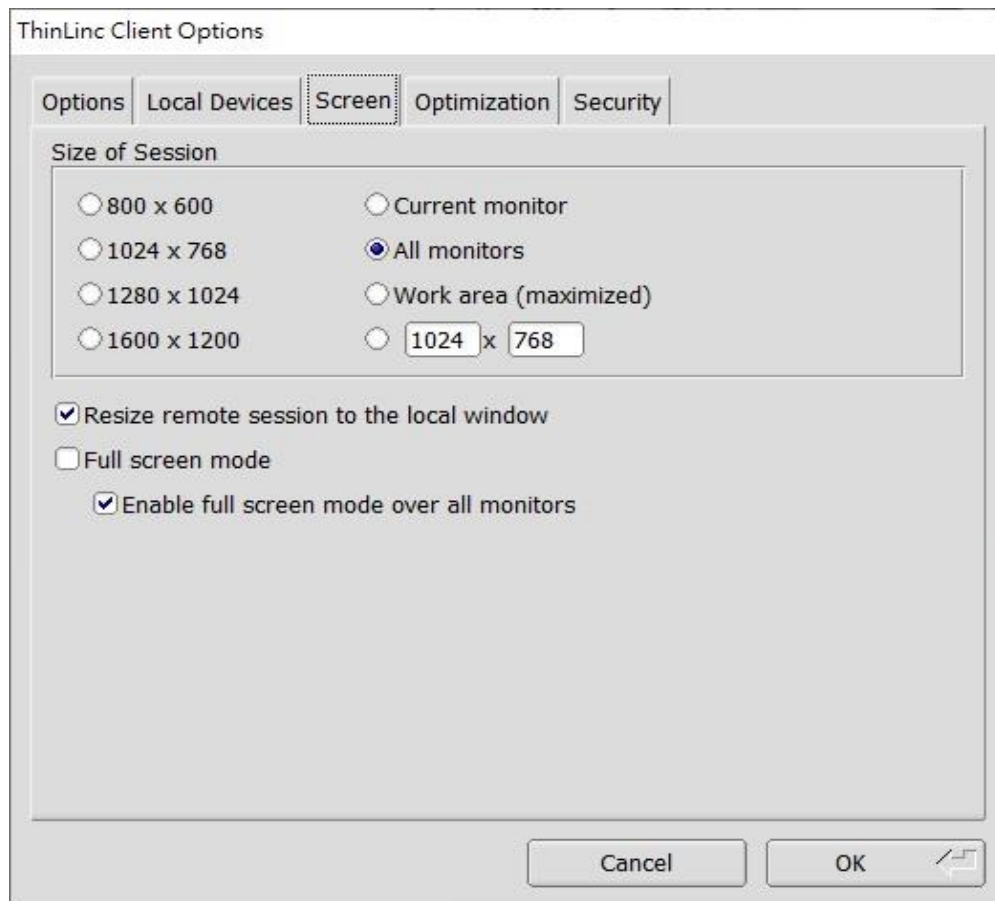 ThinLinc Client Options
Options Local Devices Screen Optimization Security
Size of Session
800 x 600 Current monitor
1024 x 768 All monitors
1280 x 1024 Work area (maximized)
1600 x 1200 1024 x 768
Resize remote session to the local window
Full screen mode
Enable full screen mode over all monitors
Cancel OK